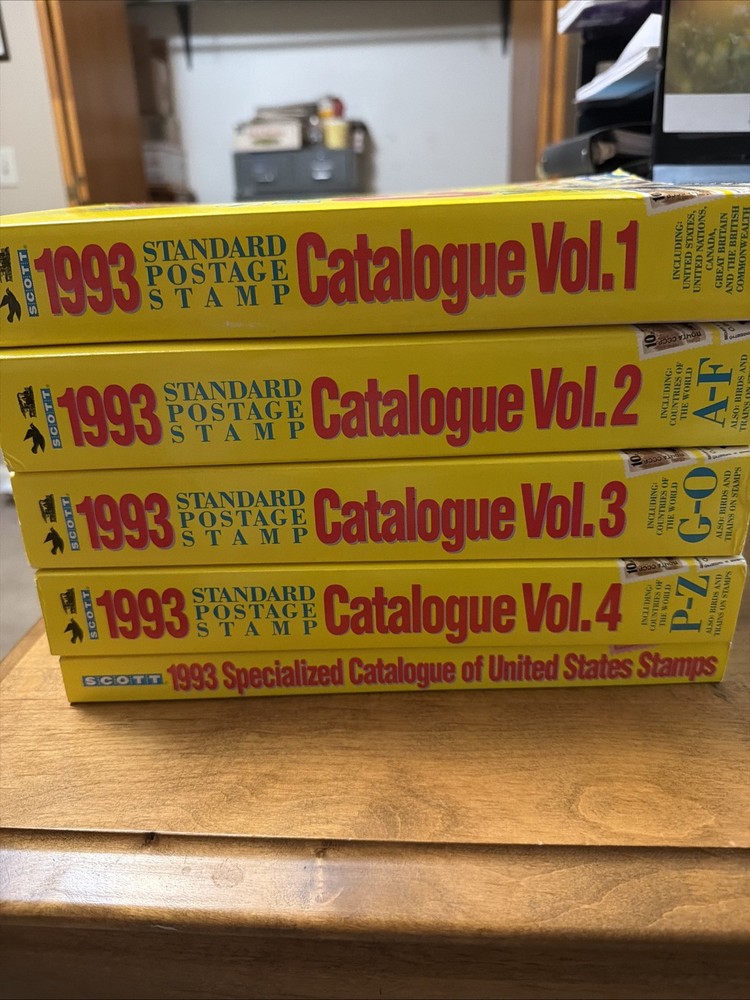 SCOTT
1993
STANDARD
POSTAGE
STAMP
Catalogue Vol.1
INCLUDING:
UNITED STATES,
UNITED NATIONS,
CANADA,
GREAT BRITAIN
AND THE BRITISH
COMMONWEALTH
SCOTT
1993
STANDARD
POSTAGE
STAMP
Catalogue Vol.2
INCLUDING:
COUNTRIES OF
THE WORLD
A-F
ALSO: BIRDS AND
TRAINS ON
SCOTT
1993
STANDARD
POSTAGE
STAMP
Catalogue Vol.3
INCLUDING:
COUNTRIES OF
THE WORLD
G-O
ALSO: BIRDS AND
TRAINS ON STAMPS
SCOTT
1993
STANDARD
POSTAGE
STAMP
Catalogue Vol.4
INCLUDING:
COUNTRIES OF
THE WORLD
P-Z
ALSO: BIRDS AND
TRAINS ON STAMPS
SCOTT 1993 Specialized Catalogue of United States Stamps